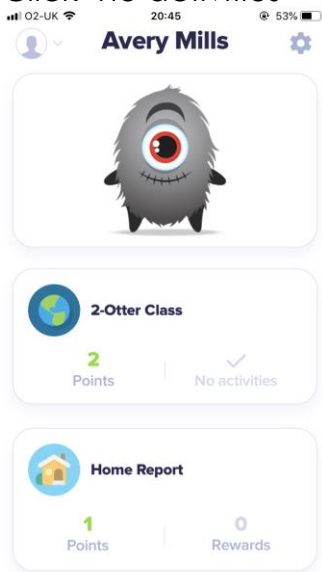 O2-UK 20:45 53%
Avery Mills
2-Otter Class
2
Points
No activities
Home Report
1
Points
0
Rewards